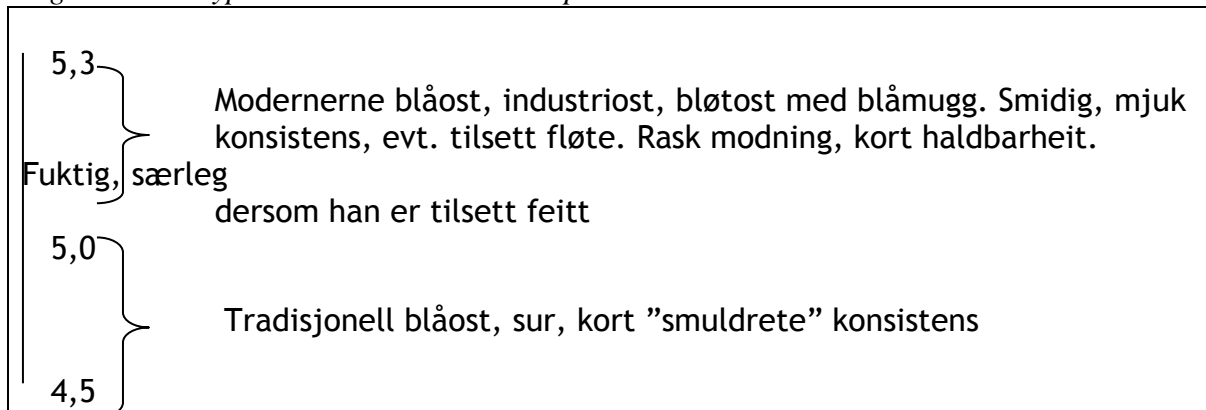 5,3
Modernerne blåost, industriost, bløtost med blåmugg. Smidig, mjuk
konsistens, evt. tilsett fløte. Rask modning, kort haldbarheit.
Fuktig, særleg
dersom han er tilsett feitt
5,0
Tradisjonell blåost, sur, kort ”smuldrete” konsistens
4,5